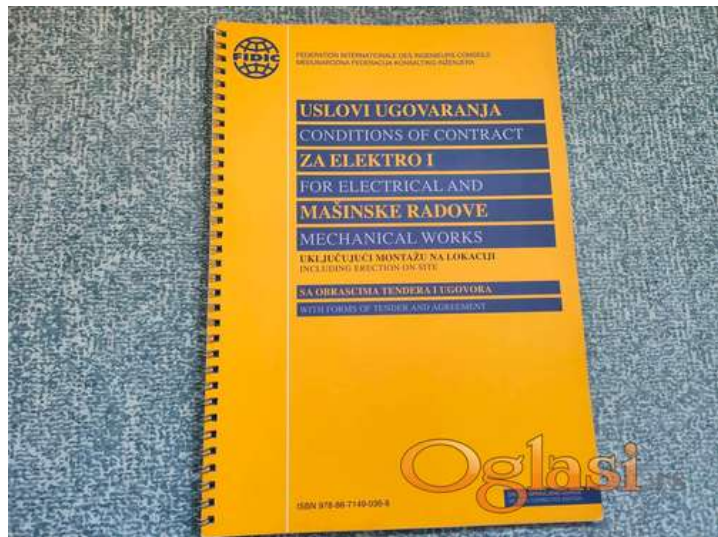 FIDIC
FEDERATION INTERNATIONALE DES INGENIEURS-CONSEILS
MEĐUNARODNA FEDERACIJA KONSALTING INŽENJERA
USLOVI UGOVARANJA
CONDITIONS OF CONTRACT
ZA ELEKTRO I
FOR ELECTRICAL AND
MAŠINSKE RADOVE
MECHANICAL WORKS
UKLJUČUJUĆI MONTAŽU NA LOKACIJI
INCLUDING ERECTION ON SITE
SA OBRASCIMA TENDERA I UGOVORA
WITH FORMS OF TENDER AND AGREEMENT
Oglasi.rs
ISBN 978-86-7149-036-8